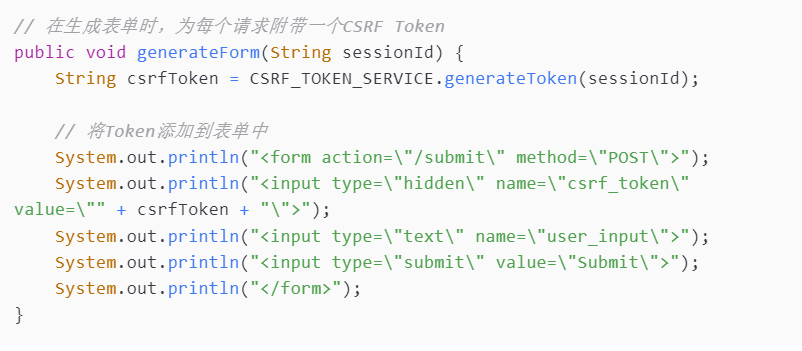 // 在生成表单时，为每个请求附带一个CSRF Token
public void generateForm(String sessionId) {
    String csrfToken = CSRF_TOKEN_SERVICE.generateToken(sessionId);

    // 将Token添加到表单中
    System.out.println("<form action=\"/submit\" method=\"POST\">");
    System.out.println("<input type=\"hidden\" name=\"csrf_token\"
value=\"" + csrfToken + "\">");
    System.out.println("<input type=\"text\" name=\"user_input\">");
    System.out.println("<input type=\"submit\" value=\"Submit\">");
    System.out.println("</form>");
}